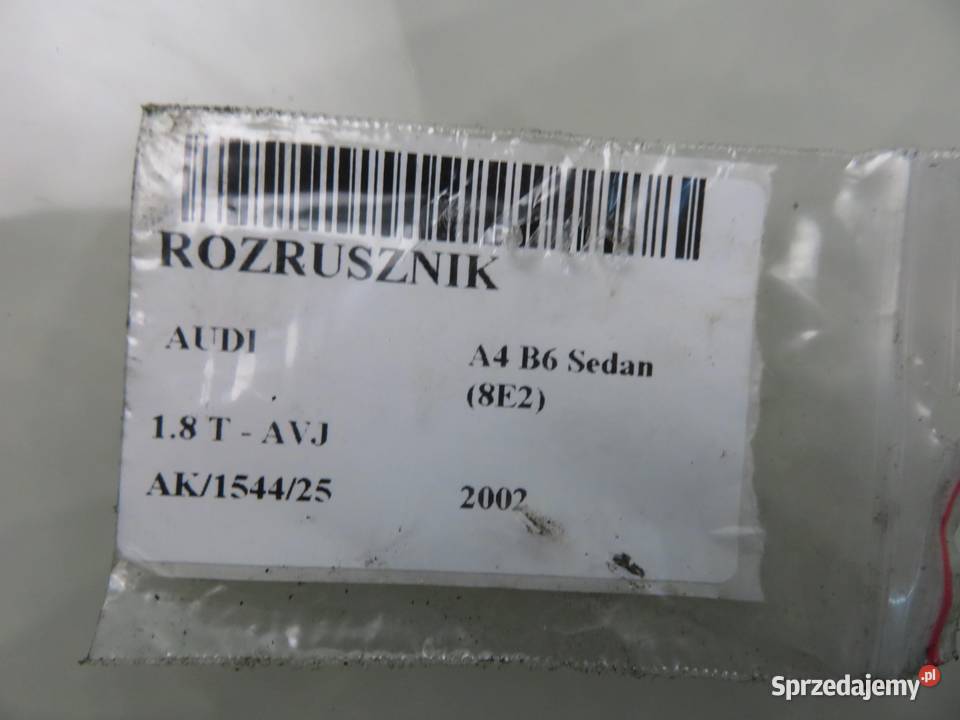 ROZRUSZNIK
AUDI
A4 B6 Sedan
(8E2)
1.8 T - AVJ
AK/1544/25
2002
Sprzedajemy.pl